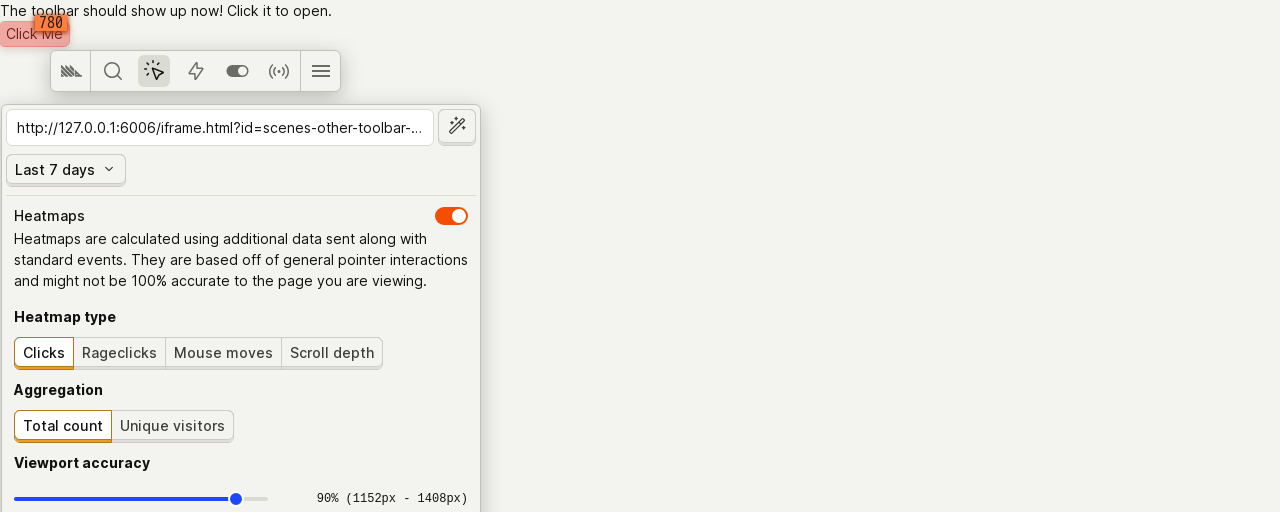 The toolbar should show up now! Click it to open.
780
Click Me
http://127.0.0.1:6006/iframe.html?id=scenes-other-toolbar-...
Last 7 days
Heatmaps
Heatmaps are calculated using additional data sent along with
standard events. They are based off of general pointer interactions
and might not be 100% accurate to the page you are viewing.
Heatmap type
Clicks Rageclicks Mouse moves Scroll depth
Aggregation
Total count Unique visitors
Viewport accuracy
90% (1152px - 1408px)